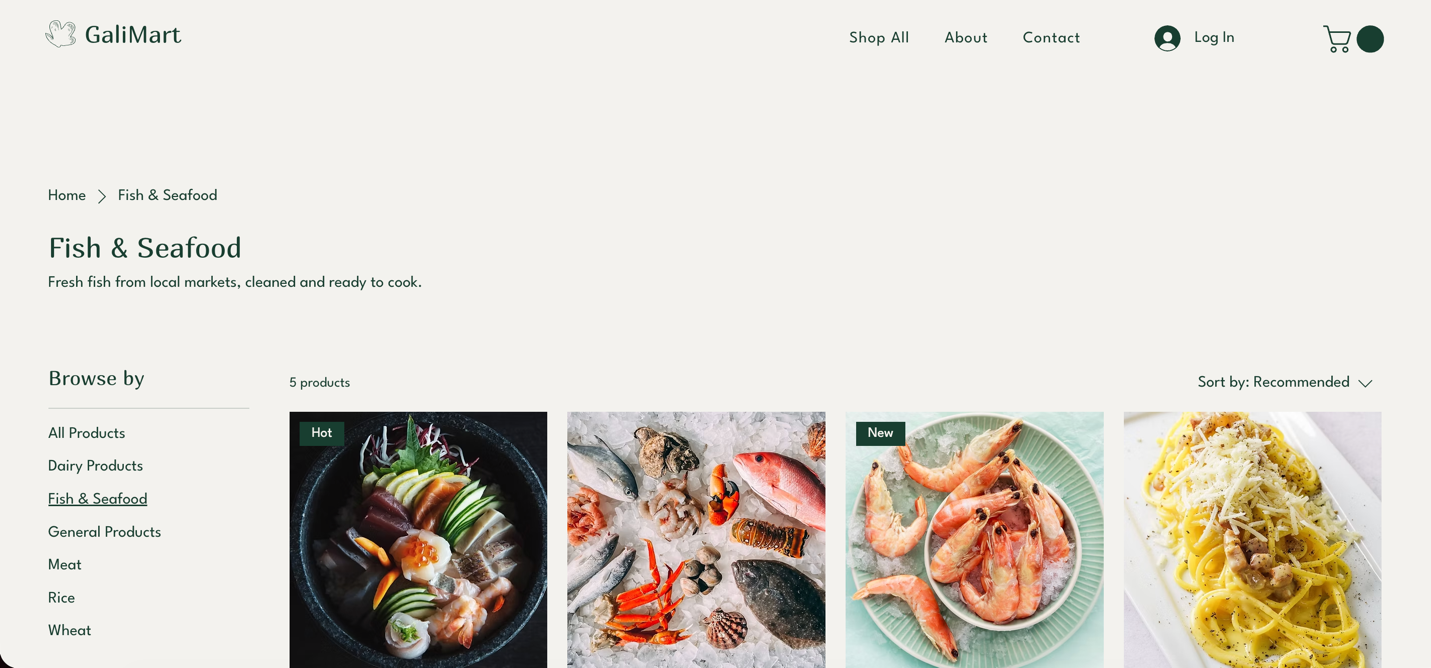 GaliMart
Shop All
About
Contact
Log In
Home
Fish & Seafood
Fish & Seafood
Fresh fish from local markets, cleaned and ready to cook.
Browse by
5 products
Sort by: Recommended
All Products
Dairy Products
Fish & Seafood
General Products
Meat
Rice
Wheat
Hot
New